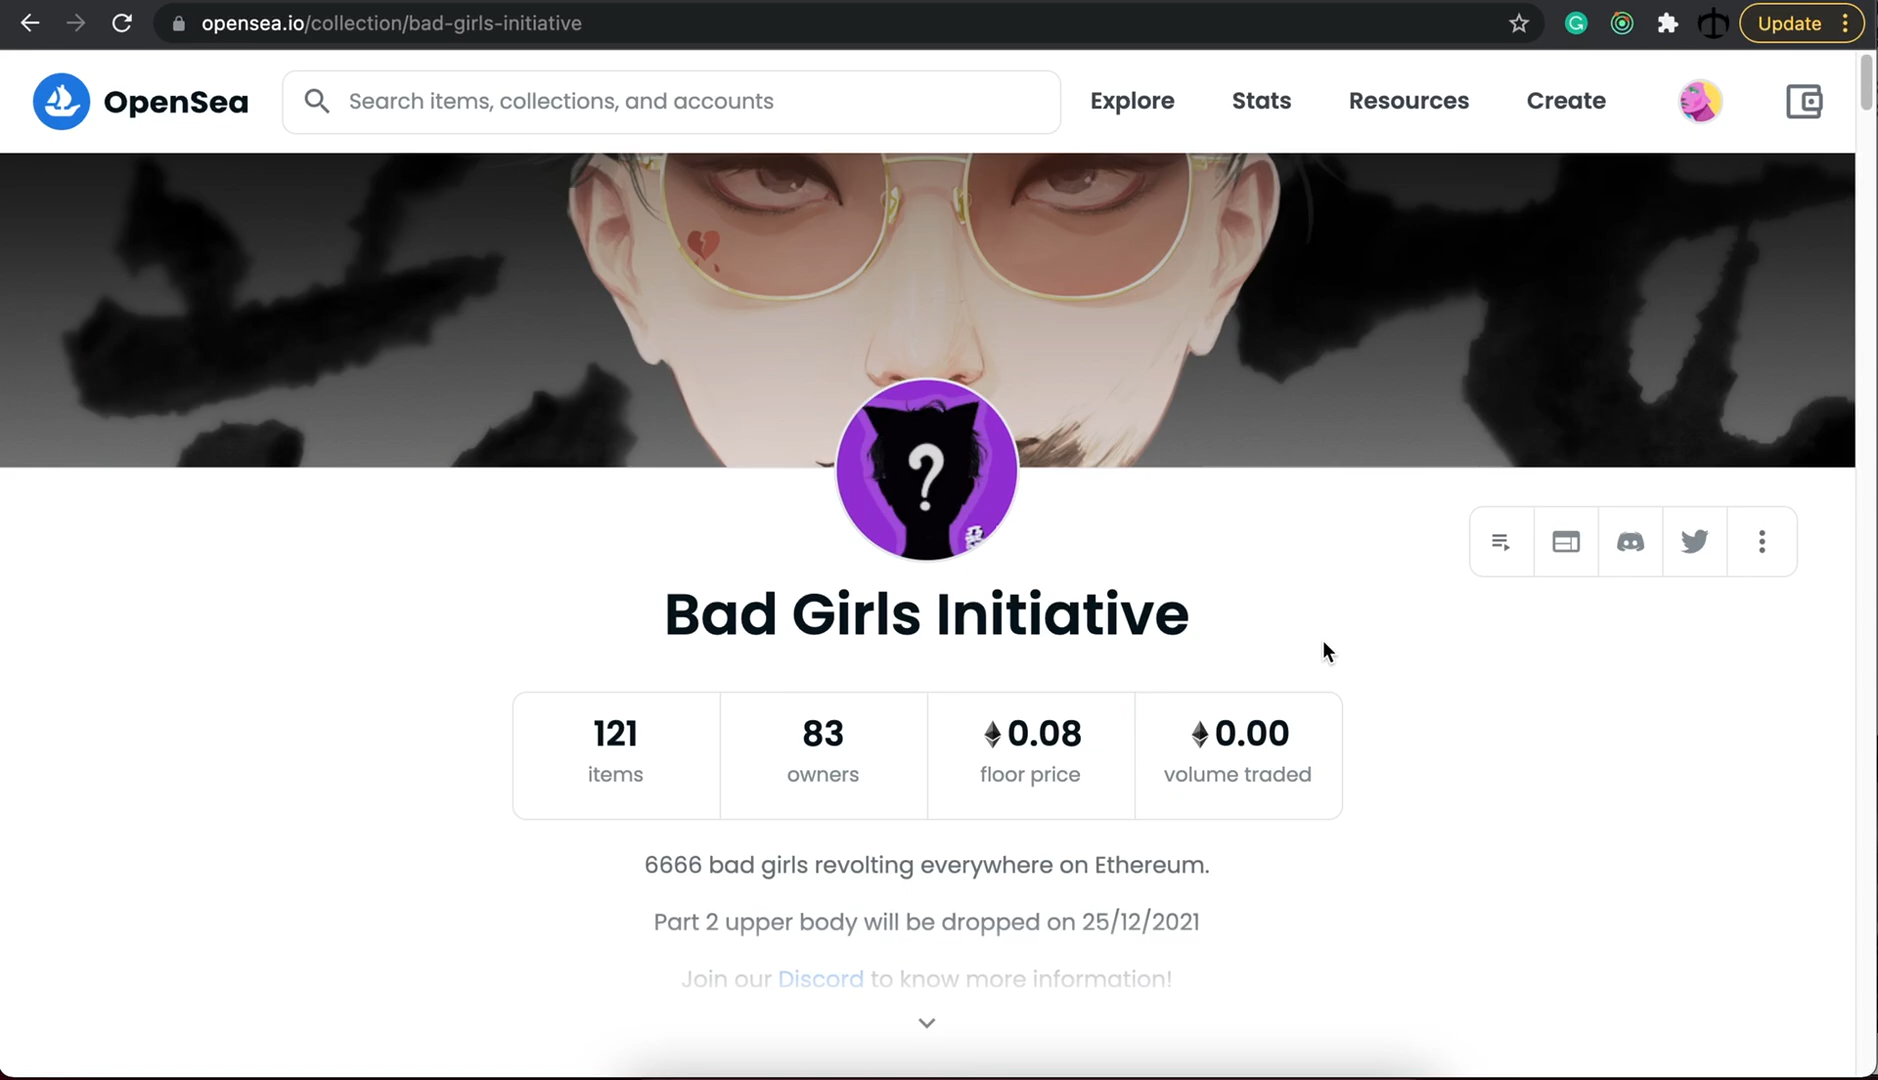 opensea.io/collection/bad-girls-initiative
Update
OpenSea
Search items, collections, and accounts
Explore
Stats
Resources
Create
?
Bad Girls Initiative
121
items
83
owners
0.08
floor price
0.00
volume traded
6666 bad girls revolting everywhere on Ethereum.
Part 2 upper body will be dropped on 25/12/2021
Join our Discord to know more information!